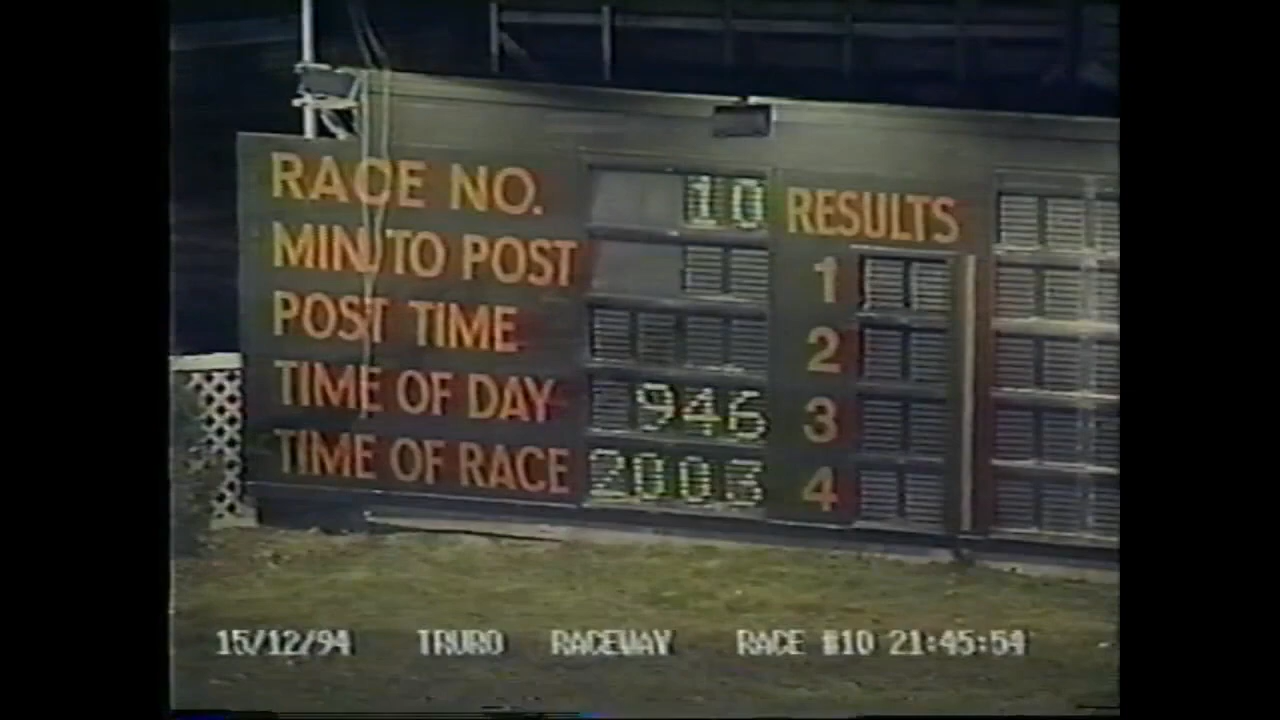 RACE NO. 10
MIN TO POST
POST TIME
TIME OF DAY 946
TIME OF RACE 2003
RESULTS
1
2
3
4
15/12/94 TRURO RACEWAY RACE #10 21:45:54